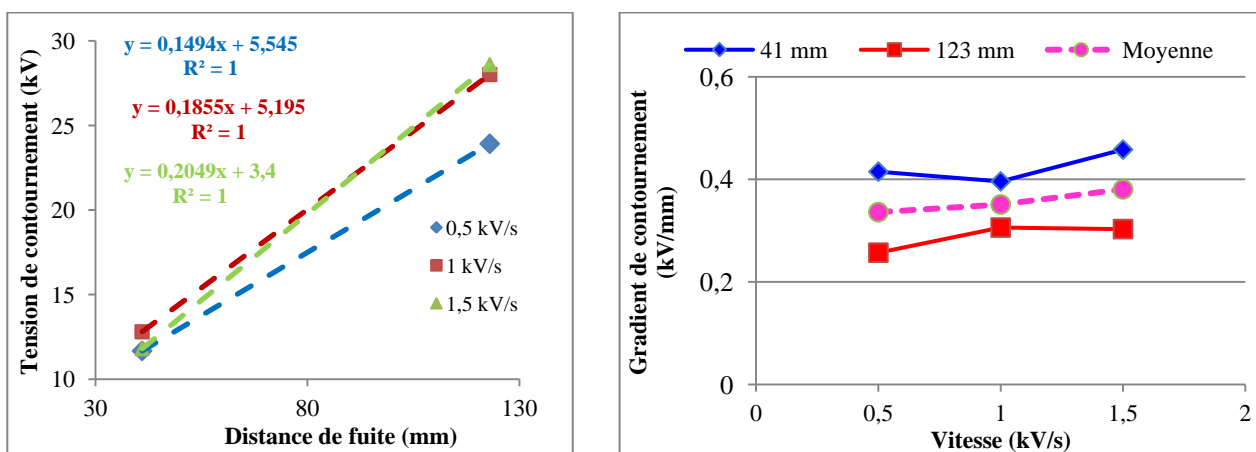 30
25
20
15
10
30
80
130
Tension de contournement (kV)
Distance de fuite (mm)
y = 0,1494x + 5,545
R² = 1
y = 0,1855x + 5,195
R² = 1
y = 0,2049x + 3,4
R² = 1
0,5 kV/s
1 kV/s
1,5 kV/s
41 mm
123 mm
Moyenne
0,6
0,4
0,2
0
0
0,5
1
1,5
2
Gradient de contournement
(kV/mm)
Vitesse (kV/s)